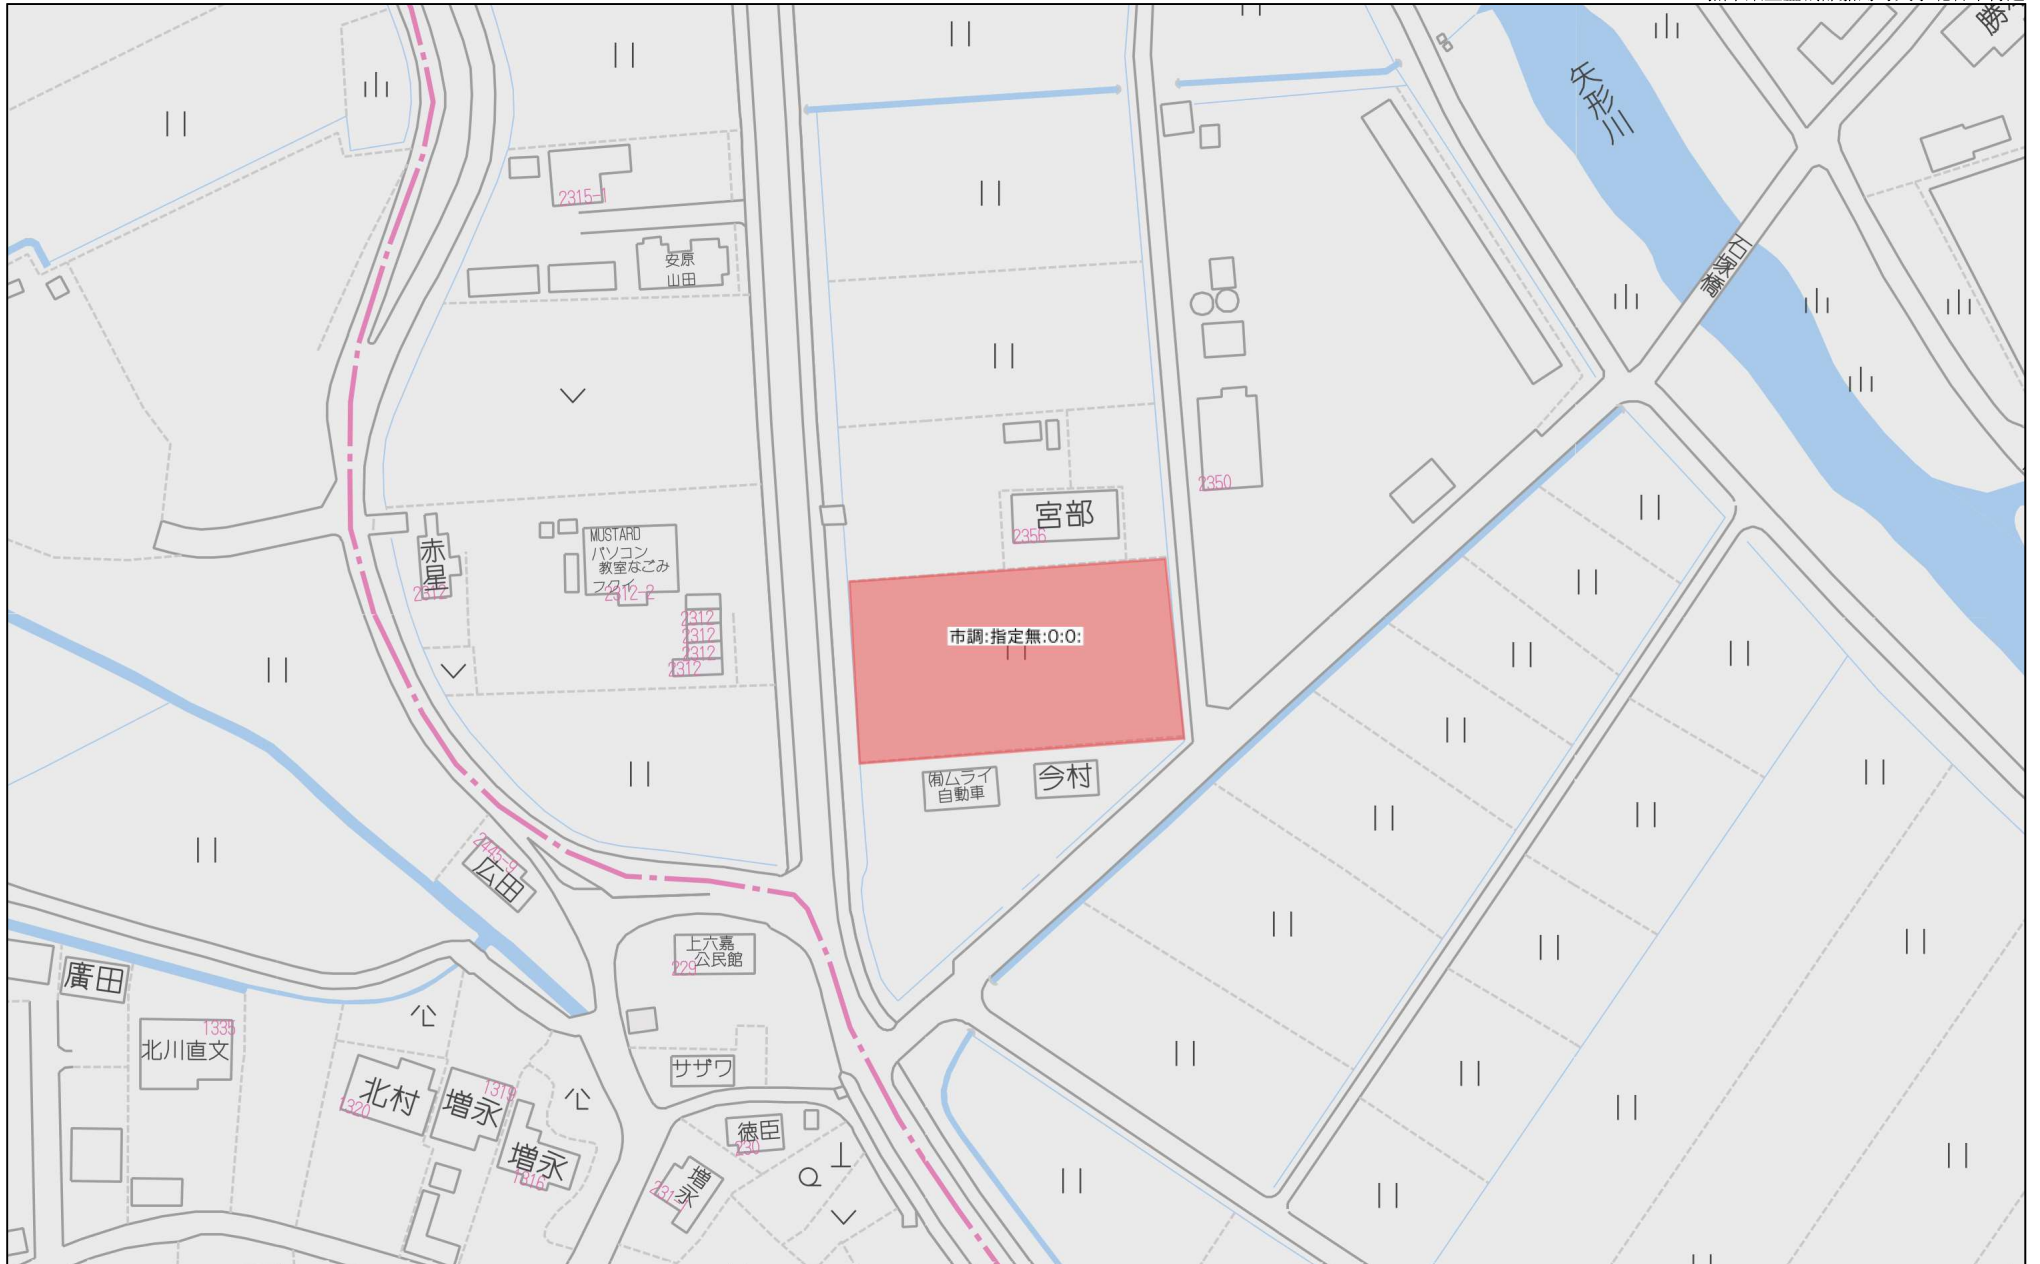 勝
矢形川
石塚橋
2315-1
安原
山田
2350
宮部
2356
赤星
2312
MUSTARD
パソコン
教室なごみ
フクイ
2312-2
2312
2312
2312
2312
市調:指定無:0:0:
(有)ムライ
自動車
今村
2445-9
広田
上六嘉
公民館
229
廣田
1335
北川直文
サザワ
北村
1320
増永
1319
増永
1316
徳臣
230
増永